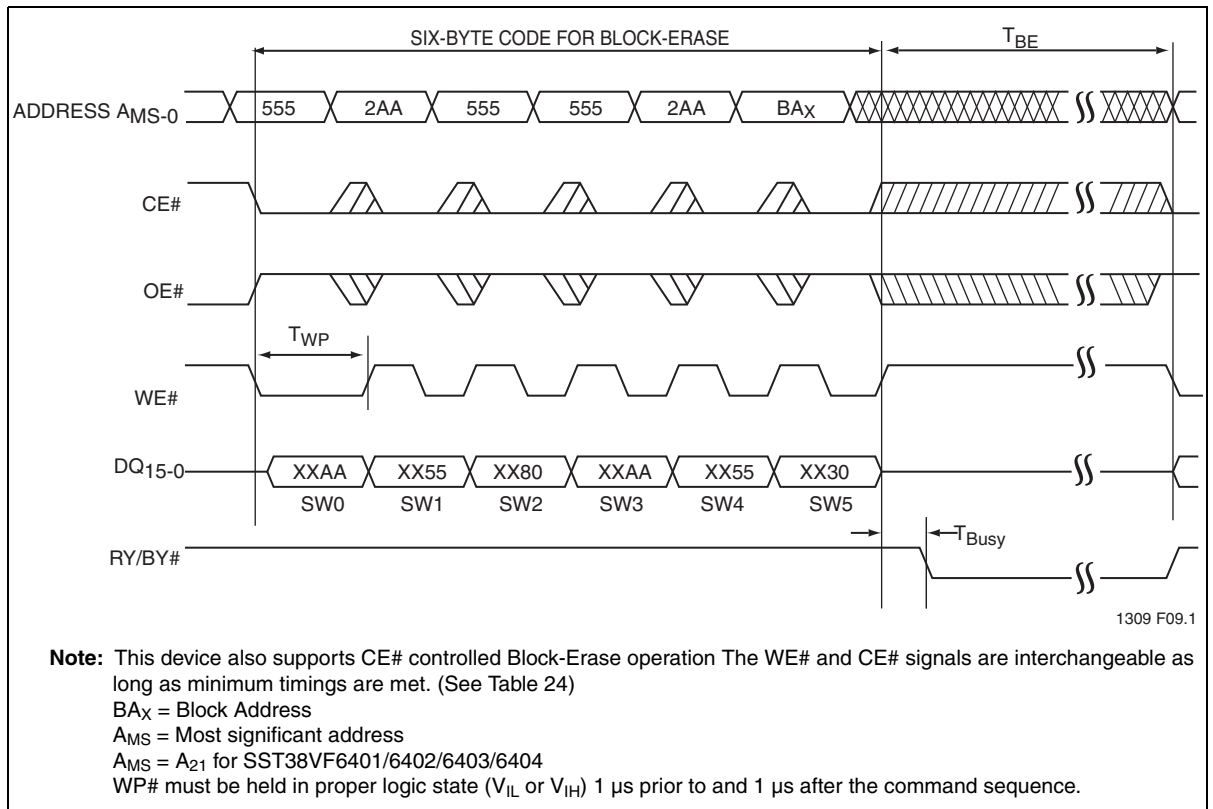 SIX-BYTE CODE FOR BLOCK-ERASE TBE
ADDRESS AMS-0 555 2AA 555 555 2AA BAX
CE#
OE#
TWP
WE#
DQ15-0 XXAA XX55 XX80 XXAA XX55 XX30
SW0 SW1 SW2 SW3 SW4 SW5
TBusy
RY/BY#
1309 F09.1
Note: This device also supports CE# controlled Block-Erase operation The WE# and CE# signals are interchangeable as
long as minimum timings are met. (See Table 24)
BAX = Block Address
AMS = Most significant address
AMS = A21 for SST38VF6401/6402/6403/6404
WP# must be held in proper logic state (VIL or VIH) 1 µs prior to and 1 µs after the command sequence.